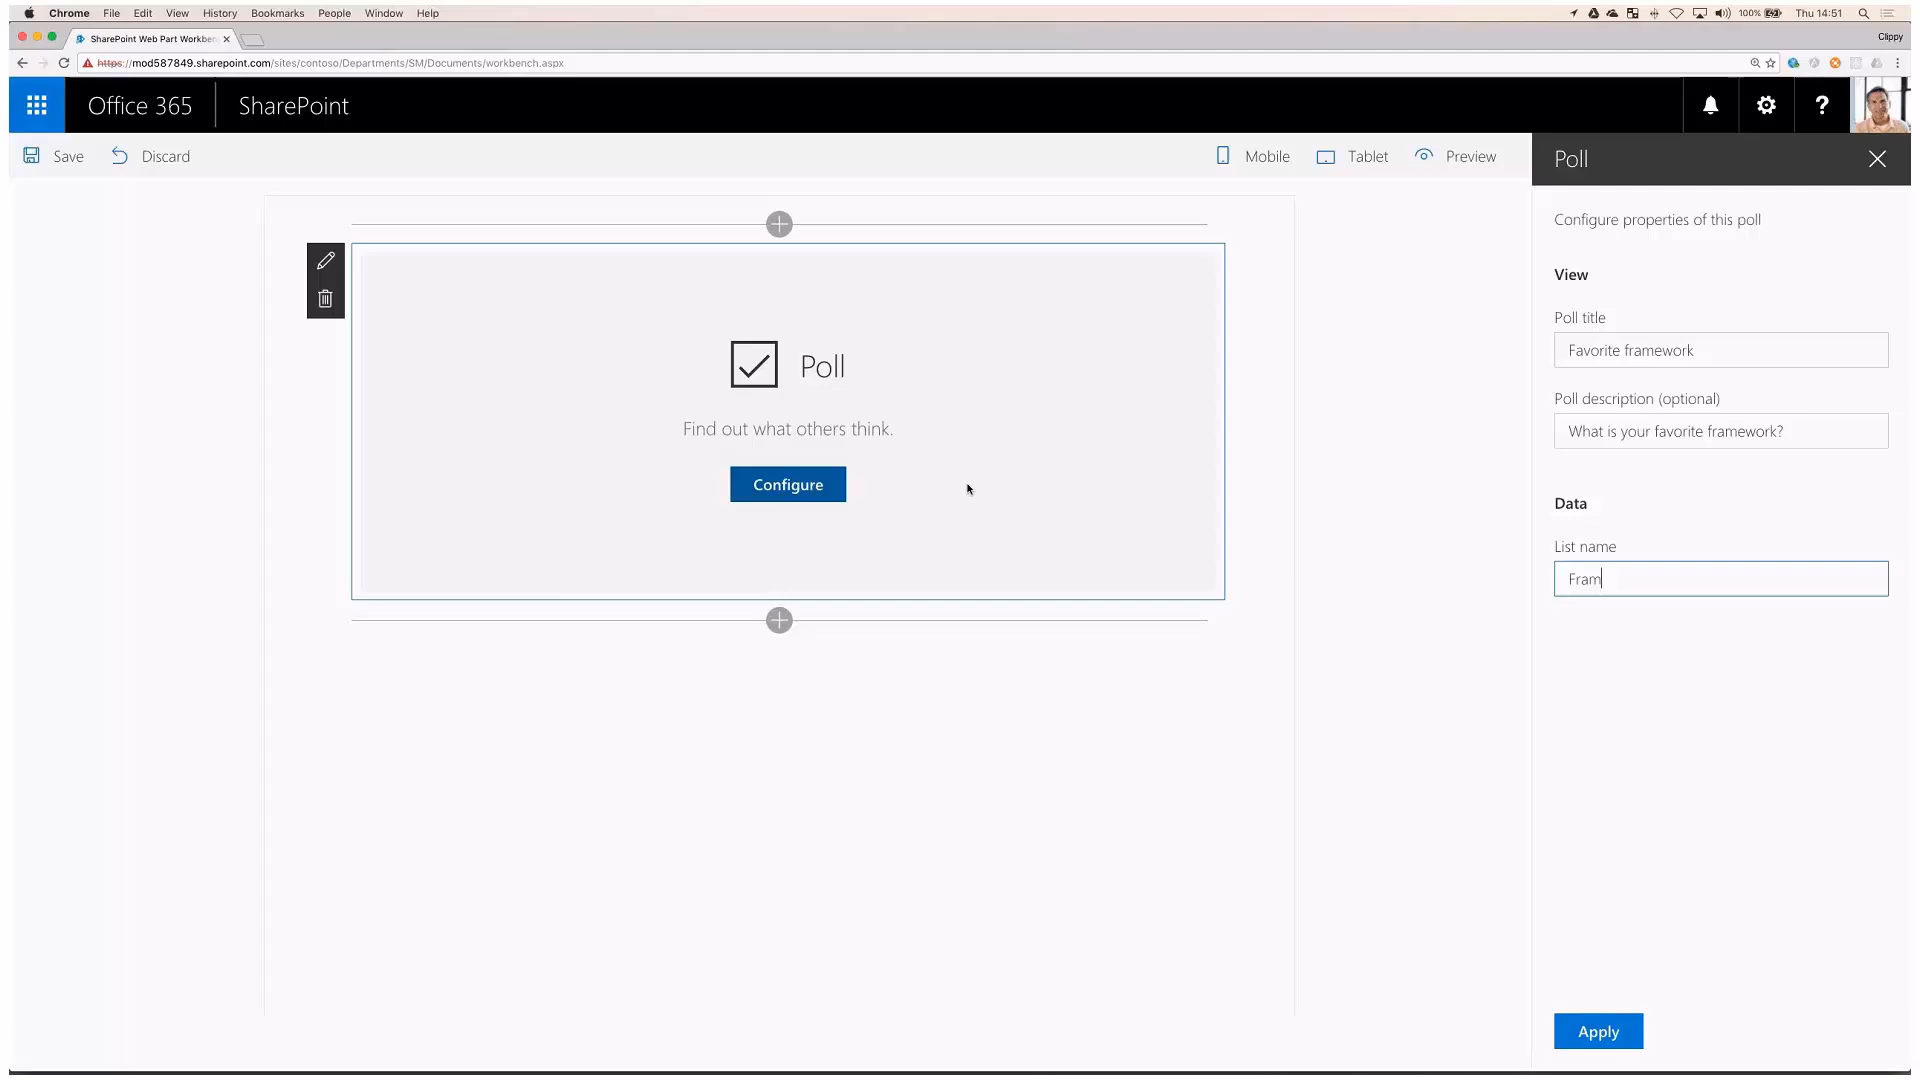 Chrome File Edit View History Bookmarks People Window Help 100% Thu 14:51
SharePoint Web Part Workben Clippy
https://mod587849.sharepoint.com/sites/contoso/Departments/SM/Documents/workbench.aspx
Office 365 SharePoint ?
Save Discard Mobile Tablet Preview
Poll
Configure properties of this poll
View
Poll title
Favorite framework
Poll description (optional)
What is your favorite framework?
Data
List name
Fram
Apply
Poll
Find out what others think.
Configure